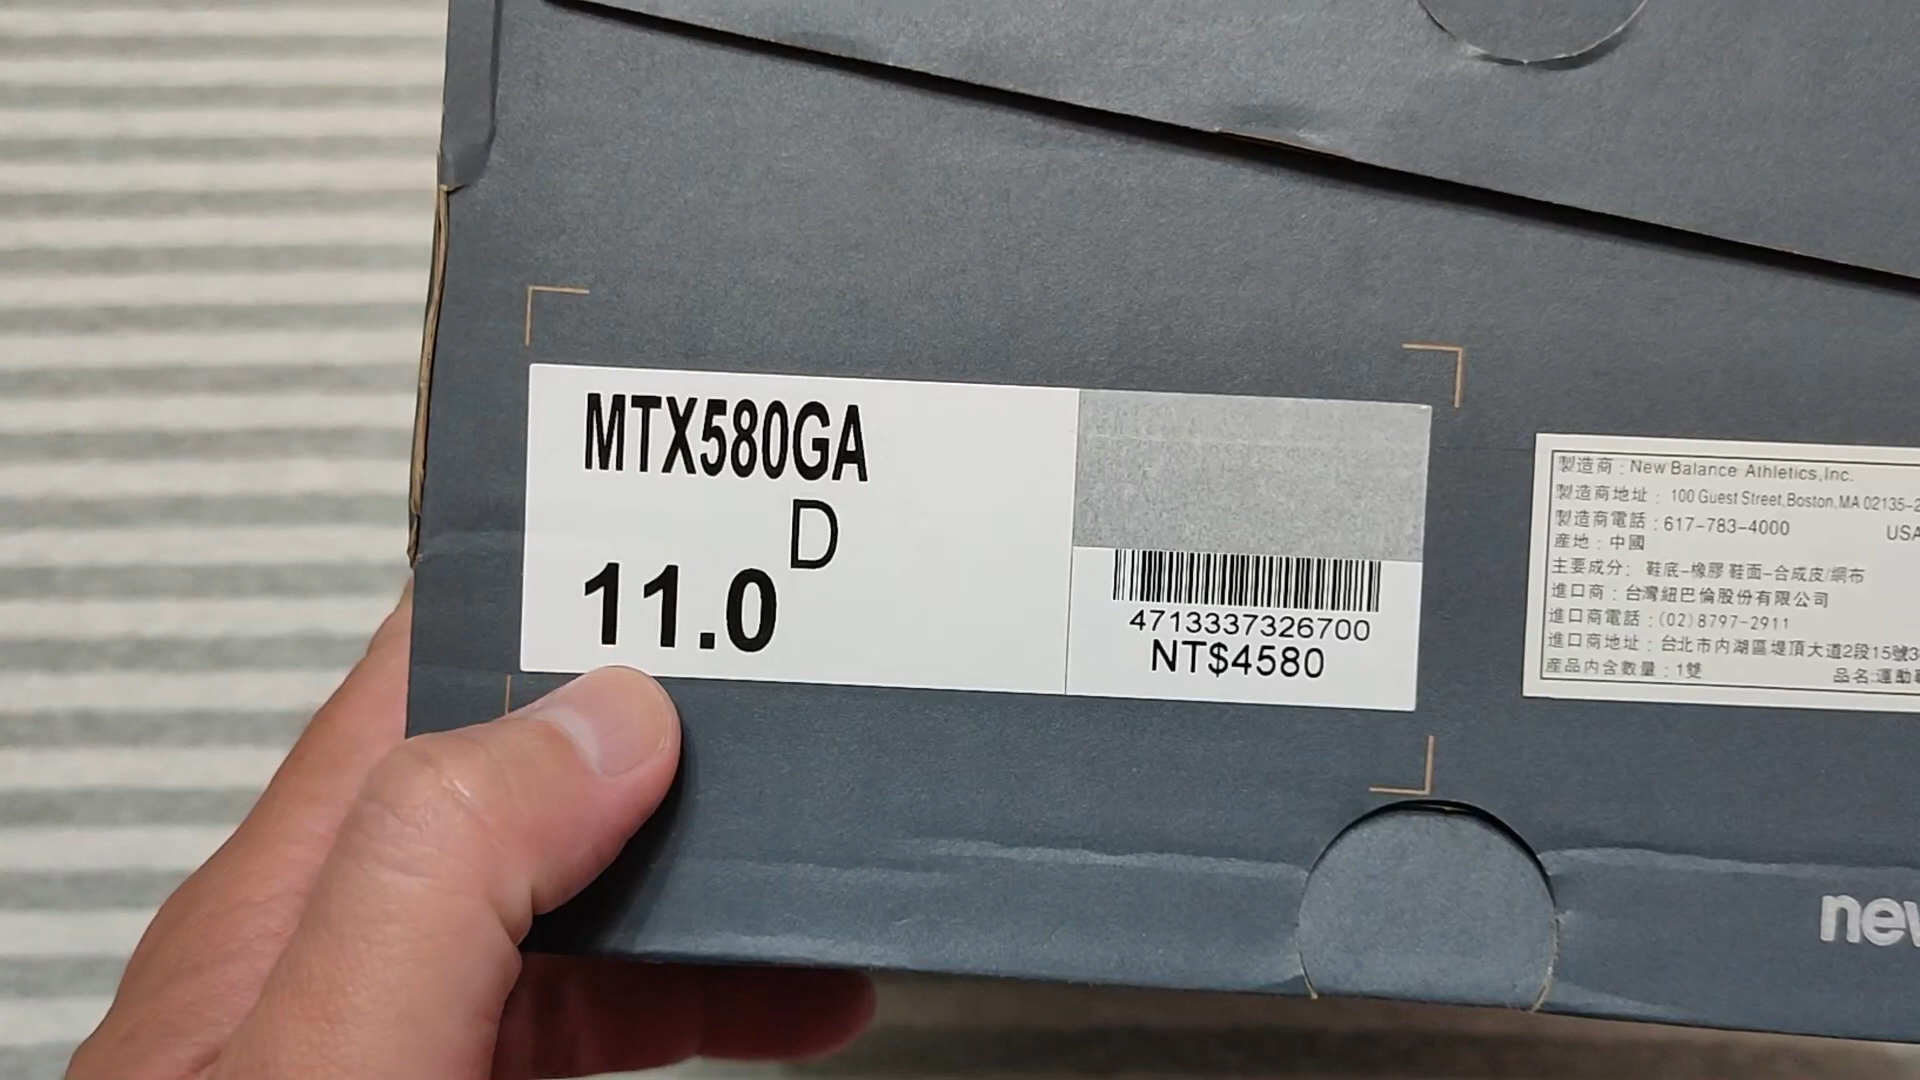 MTX580GA
D
11.0
4713337326700
NT$4580
製造商：New Balance Athletics,Inc.
製造商地址：100 Guest Street,Boston,MA 02135-2
製造商電話：617-783-4000 USA
產地：中國
主要成分：鞋底-橡膠 鞋面-合成皮/網布
進口商：台灣紐巴倫股份有限公司
進口商電話：(02)8797-2911
進口商地址：台北市內湖區堤頂大道2段15號3
產品內含數量：1雙 品名:運動
new